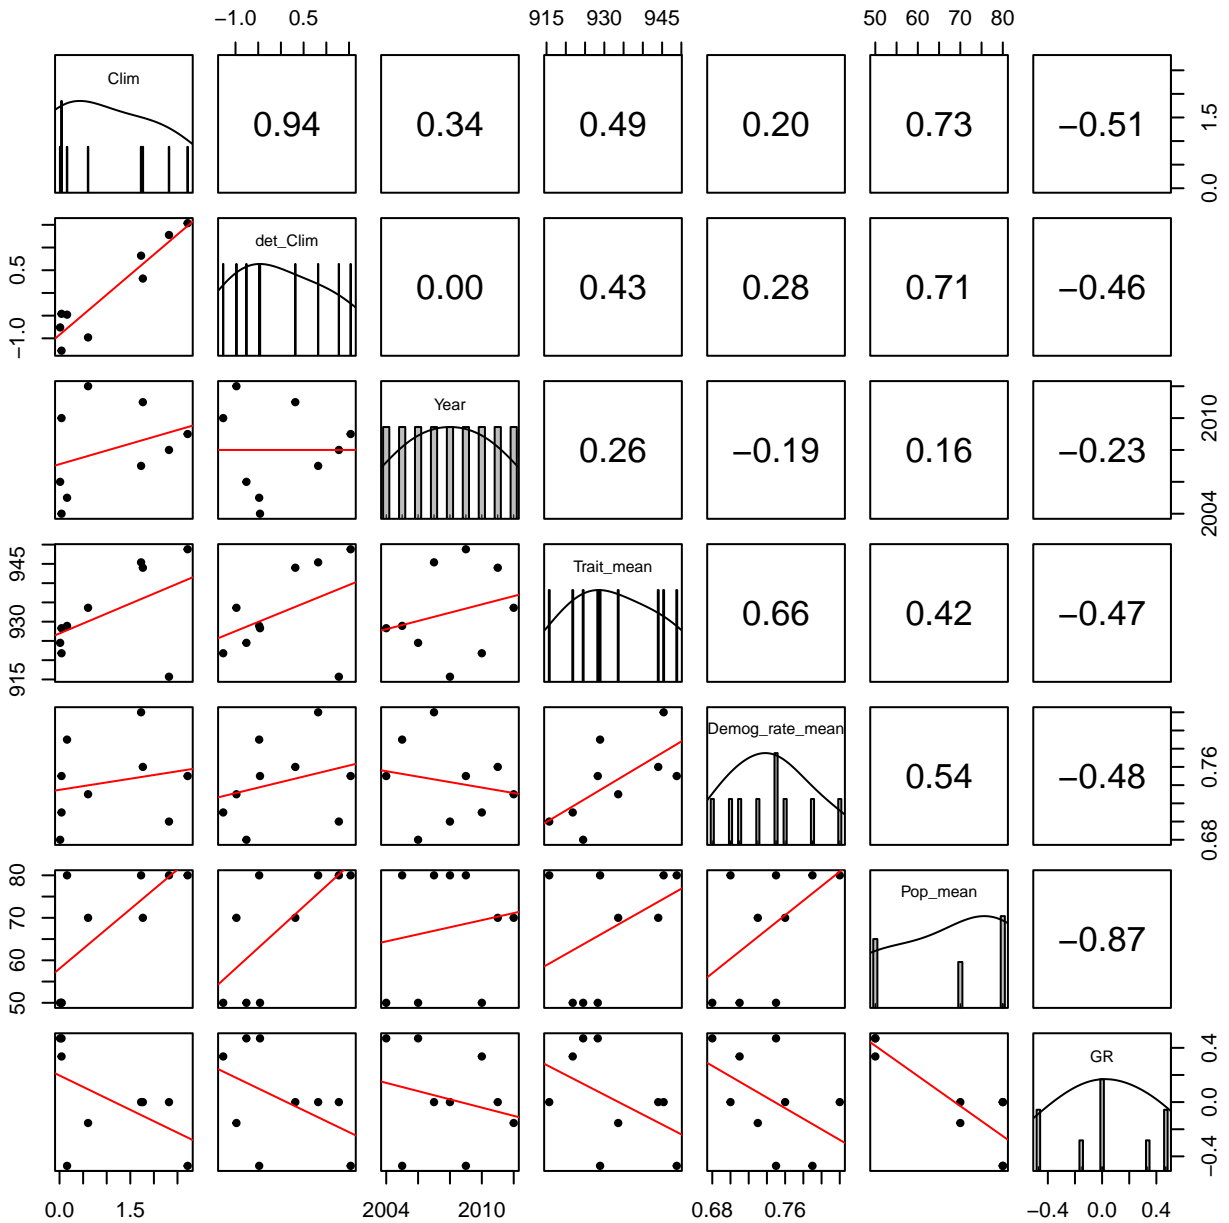 −1.0 0.5 915 930 945 50 60 70 80
Clim 0.94 0.34 0.49 0.20 0.73 −0.51 0.0 1.5
−1.0 0.5 det_Clim 0.00 0.43 0.28 0.71 −0.46
Year 0.26 −0.19 0.16 −0.23 2004 2010
915 930 945 Trait_mean 0.66 0.42 −0.47
Demog_rate_mean 0.54 −0.48 0.68 0.76
50 60 70 80 Pop_mean −0.87
GR −0.4 0.0 0.4
0.0 1.5 2004 2010 0.68 0.76 −0.4 0.0 0.4